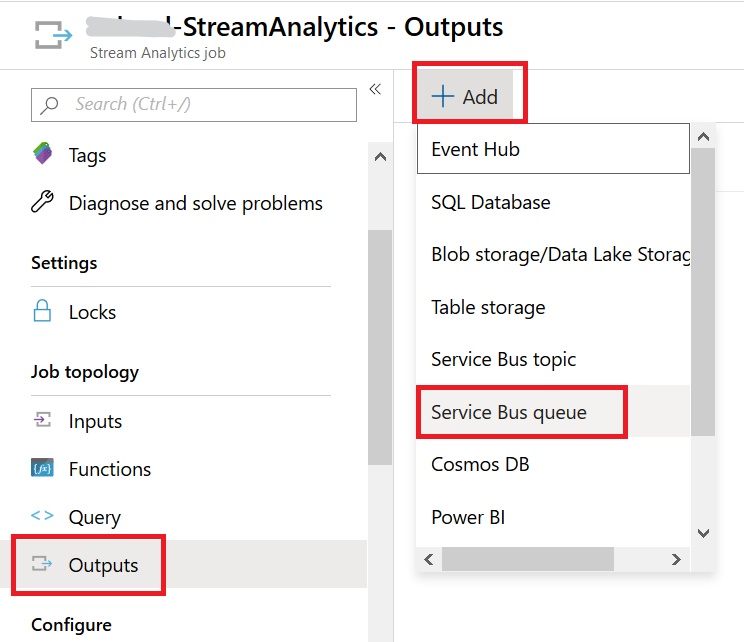 -StreamAnalytics - Outputs
Stream Analytics job
Search (Ctrl+/)
«
Tags
Diagnose and solve problems
Settings
Locks
Job topology
Inputs
Functions
Query
Outputs
Configure
+ Add
Event Hub
SQL Database
Blob storage/Data Lake Storag
Table storage
Service Bus topic
Service Bus queue
Cosmos DB
Power BI